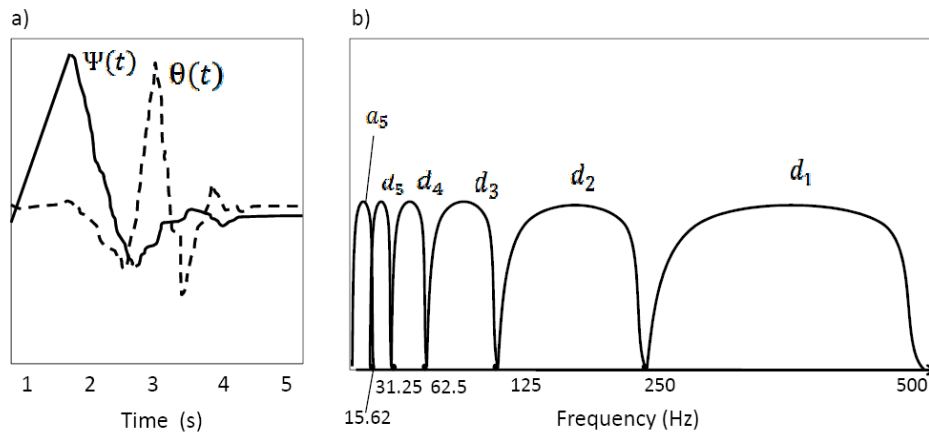 a)
Ψ(t)
θ(t)
1 2 3 4 5
Time (s)
b)
a₅
d₅ d₄ d₃ d₂ d₁
15.62 31.25 62.5 125 250 500
Frequency (Hz)